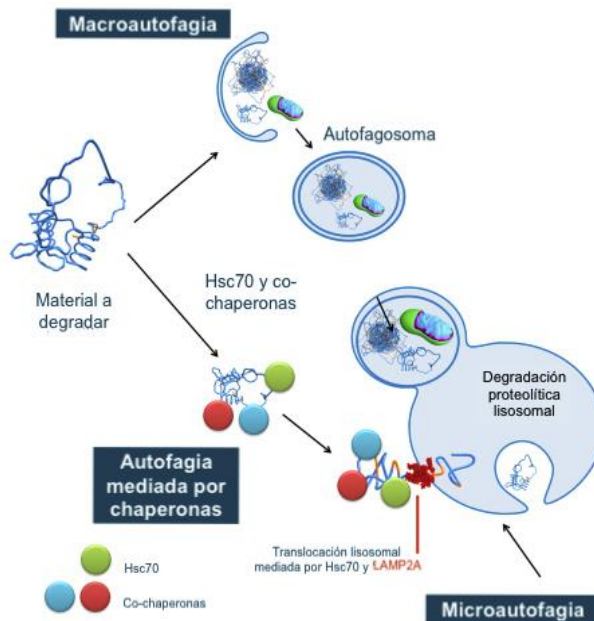 Macroautofagia
Autofagosoma
Material a
degradar
Hsc70 y co-
chaperonas
Degradación
proteolítica
lisosomal
Autofagia
mediada por
chaperonas
Translocación lisosomal
mediada por Hsc70 y LAMP2A
Hsc70
Co-chaperonas
Microautofagia